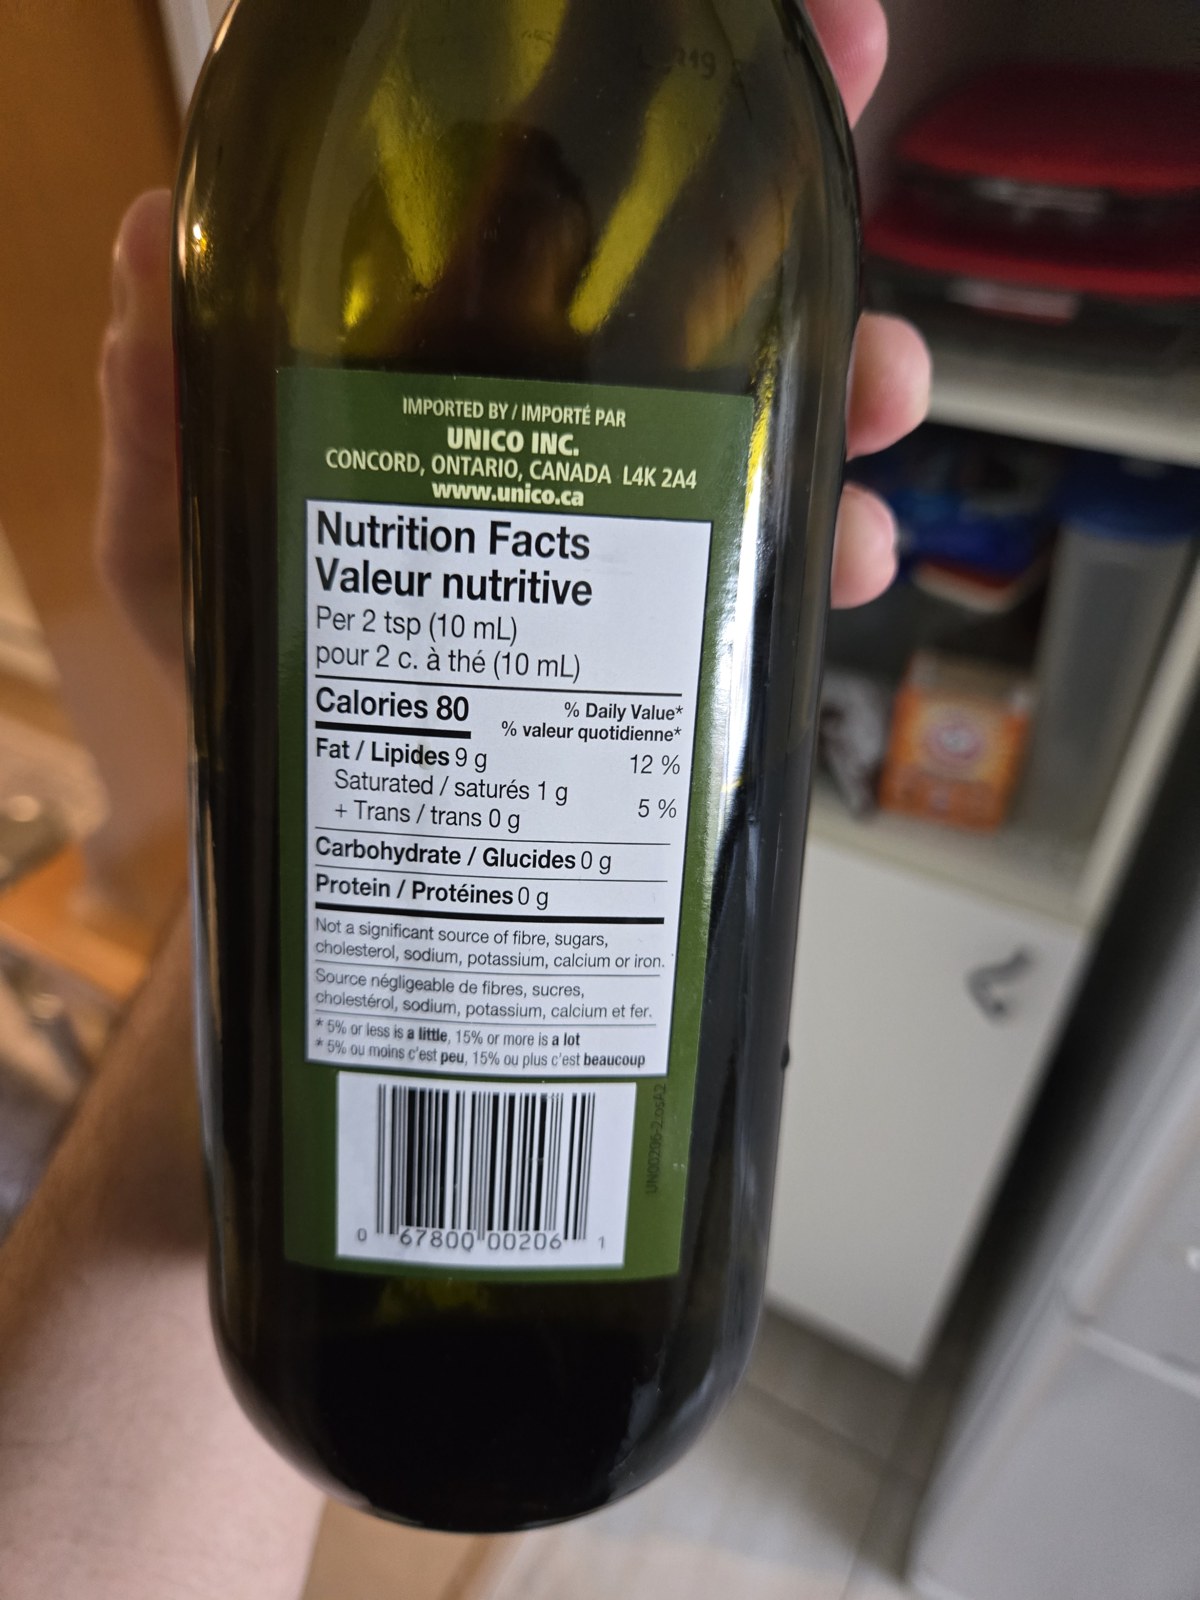 219
IMPORTED BY / IMPORTÉ PAR
UNICO INC.
CONCORD, ONTARIO, CANADA L4K 2A4
www.unico.ca
Nutrition Facts
Valeur nutritive
Per 2 tsp (10 mL)
pour 2 c. à thé (10 mL)
Calories 80
% Daily Value*
% valeur quotidienne*
Fat / Lipides 9 g 12 %
Saturated / saturés 1 g
+ Trans / trans 0 g 5 %
Carbohydrate / Glucides 0 g
Protein / Protéines 0 g
Not a significant source of fibre, sugars,
cholesterol, sodium, potassium, calcium or iron.
Source négligeable de fibres, sucres,
cholestérol, sodium, potassium, calcium et fer.
* 5% or less is a little, 15% or more is a lot
* 5% ou moins c'est peu, 15% ou plus c'est beaucoup
0 67800 00206 1